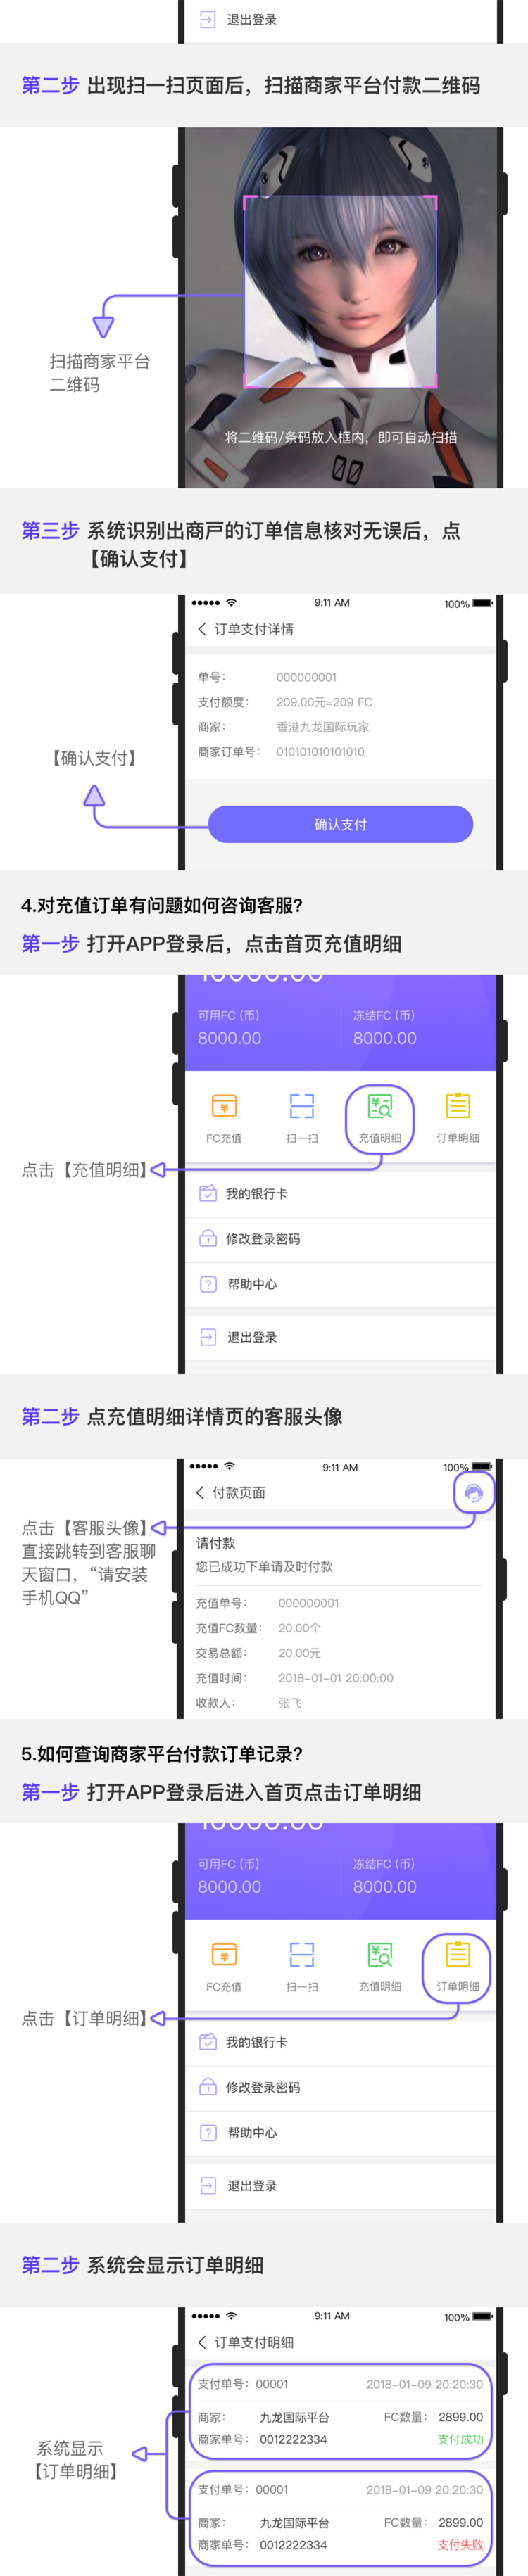 退出登录
第二步 出现扫一扫页面后，扫描商家平台付款二维码
扫描商家平台
二维码
将二维码/条码放入框内，即可自动扫描
第三步 系统识别出商戶的订单信息核对无误后，点
【确认支付】
9:11 AM 100%
订单支付详情
单号： 000000001
支付额度： 209.00元=209 FC
商家： 香港九龙国际玩家
商家订单号： 010101010101010
【确认支付】
确认支付
4.对充值订单有问题如何咨询客服?
第一步 打开APP登录后，点击首页充值明细
10000.00
可用FC (币) 冻结FC (币)
8000.00 8000.00
FC充值 扫一扫 充值明细 订单明细
点击【充值明细】
我的银行卡
修改登录密码
帮助中心
退出登录
第二步 点充值明细详情页的客服头像
9:11 AM 100%
付款页面
点击【客服头像】
直接跳转到客服聊
天窗口，“请安装
手机QQ”
请付款
您已成功下单请及时付款
充值单号： 000000001
充值FC数量： 20.00个
交易总额： 20.00元
充值时间： 2018-01-01 20:00:00
收款人： 张飞
5.如何查询商家平台付款订单记录?
第一步 打开APP登录后进入首页点击订单明细
10000.00
可用FC (币) 冻结FC (币)
8000.00 8000.00
FC充值 扫一扫 充值明细 订单明细
点击【订单明细】
我的银行卡
修改登录密码
帮助中心
退出登录
第二步 系统会显示订单明细
9:11 AM 100%
订单支付明细
支付单号：00001 2018-01-09 20:20:30
商家： 九龙国际平台 FC数量： 2899.00
商家单号： 0012222334 支付成功
系统显示
【订单明细】
支付单号：00001 2018-01-09 20:20:30
商家： 九龙国际平台 FC数量： 2899.00
商家单号： 0012222334 支付失败